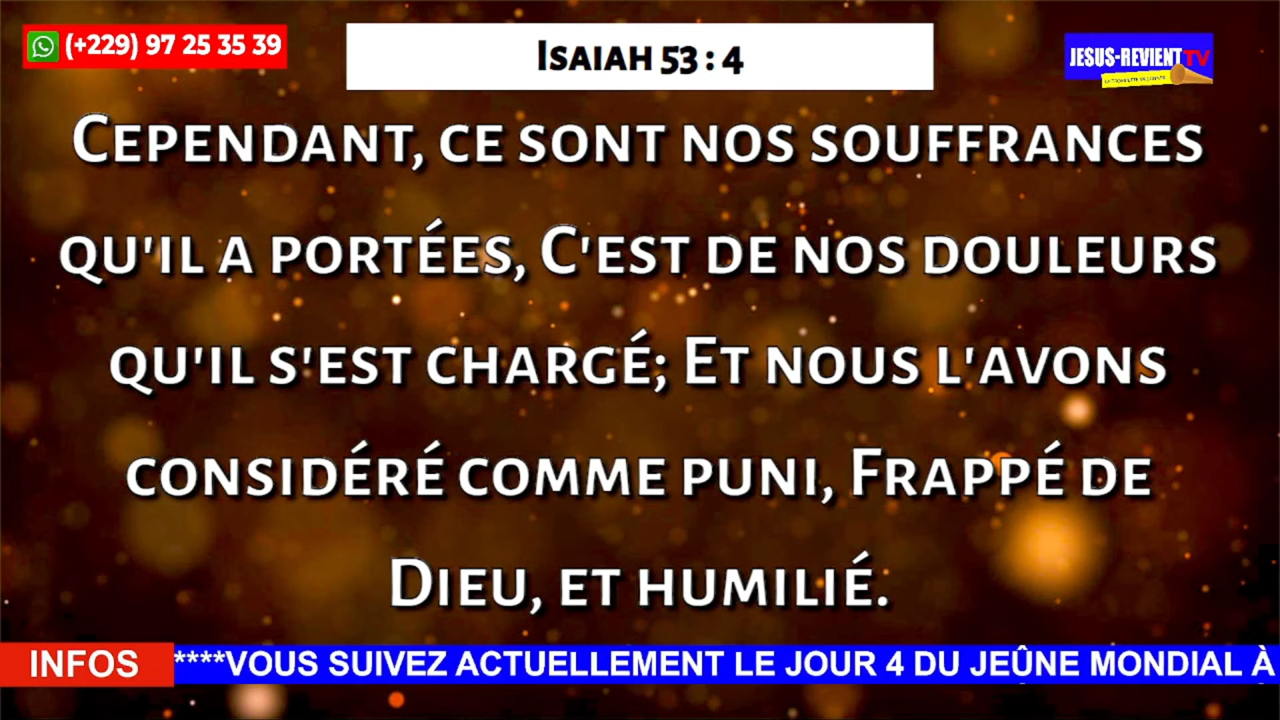 (+229) 97 25 35 39
Isaiah 53 : 4
JESUS-REVIENT TV
Cependant, ce sont nos souffrances
qu'il a portées, C'est de nos douleurs
qu'il s'est chargé; Et nous l'avons
considéré comme puni, Frappé de
Dieu, et humilié.
INFOS ****VOUS SUIVEZ ACTUELLEMENT LE JOUR 4 DU JEÛNE MONDIAL À